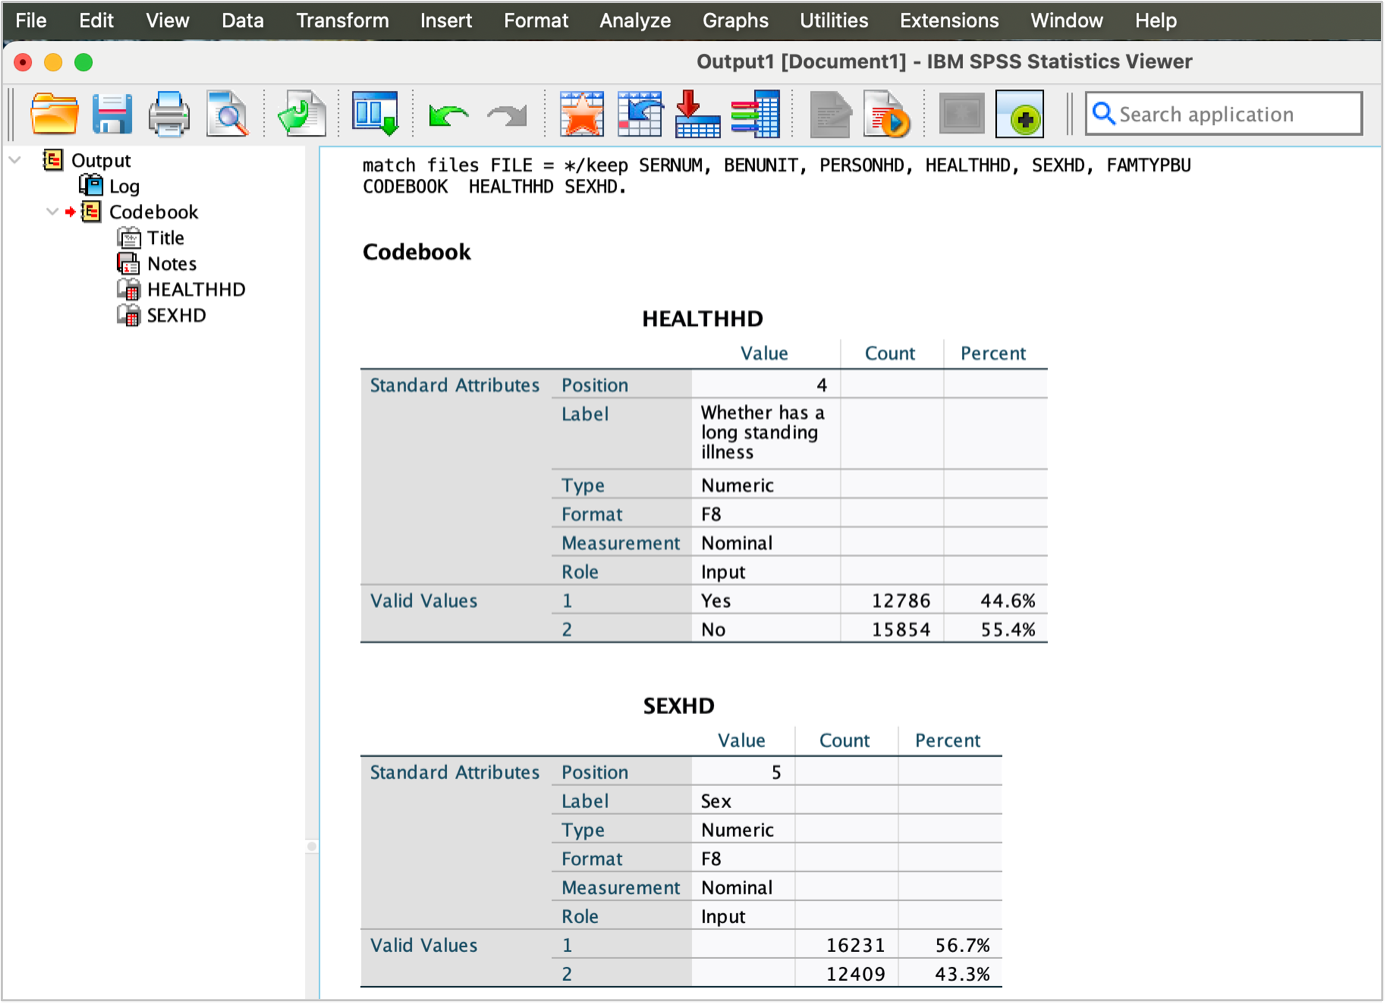 File Edit View Data Transform Insert Format Analyze Graphs Utilities Extensions Window Help
Output1 [Document1] - IBM SPSS Statistics Viewer
Search application
Output
Log
Codebook
Title
Notes
HEALTHHD
SEXHD
match files FILE = */keep SERNUM, BENUNIT, PERSONHD, HEALTHHD, SEXHD, FAMTYPBU
CODEBOOK  HEALTHHD SEXHD.
Codebook
HEALTHHD
Value Count Percent
Standard Attributes Position 4
Label Whether has a
long standing
illness
Type Numeric
Format F8
Measurement Nominal
Role Input
Valid Values 1 Yes 12786 44.6%
2 No 15854 55.4%
SEXHD
Value Count Percent
Standard Attributes Position 5
Label Sex
Type Numeric
Format F8
Measurement Nominal
Role Input
Valid Values 1 16231 56.7%
2 12409 43.3%